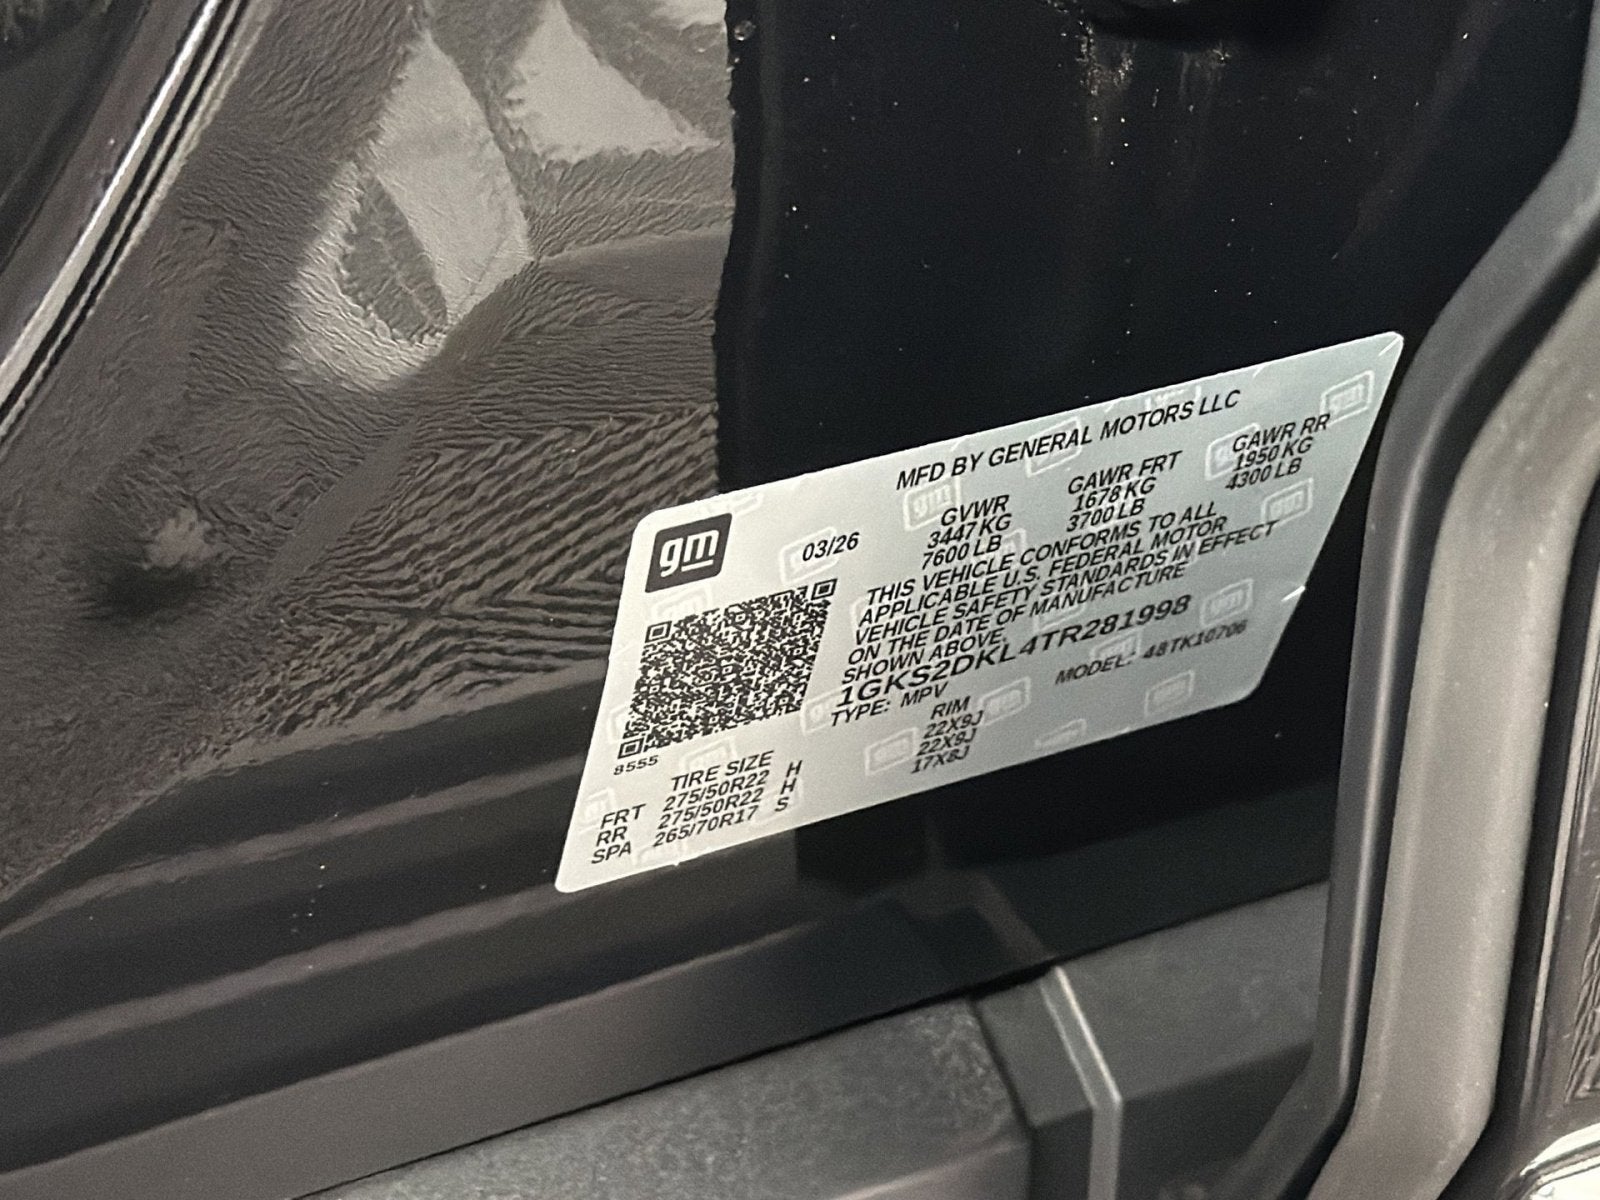 MFD BY GENERAL MOTORS LLC
gm
03/26
GVWR GAWR FRT GAWR RR
3447 KG 1678 KG 1950 KG
7600 LB 3700 LB 4300 LB
THIS VEHICLE CONFORMS TO ALL
APPLICABLE U.S. FEDERAL MOTOR
VEHICLE SAFETY STANDARDS IN EFFECT
ON THE DATE OF MANUFACTURE
SHOWN ABOVE.
1GKS2DKL4TR281998
TYPE: MPV MODEL: 48TK10706
8555
TIRE SIZE RIM
FRT 275/50R22 H 22X9J
RR 275/50R22 H 22X9J
SPA 265/70R17 S 17X8J